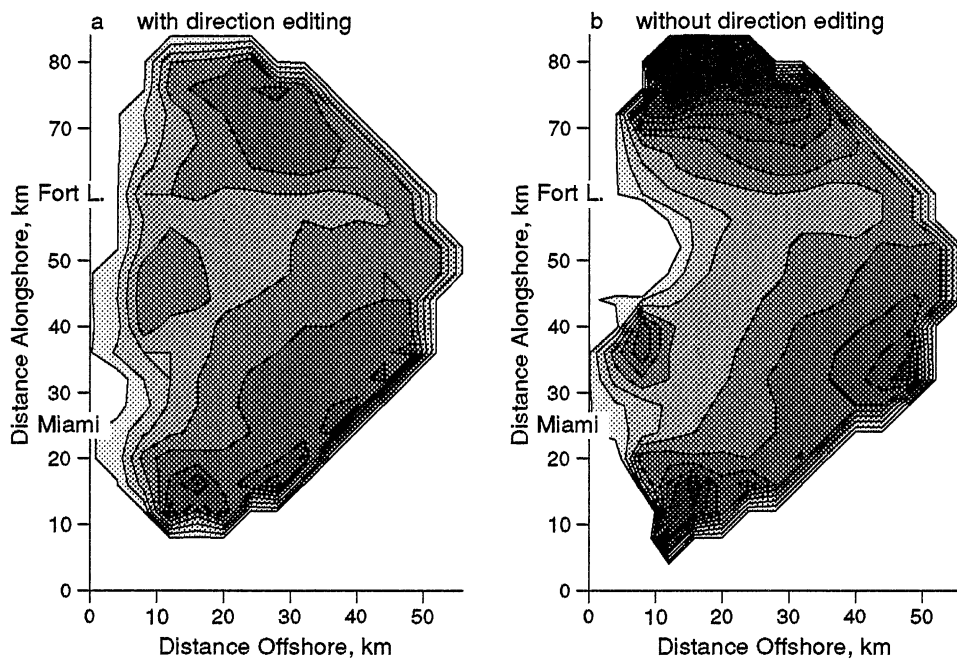 a with direction editing
80
70
Fort L.
60
50
40
30
Miami
20
10
0
0 10 20 30 40 50
Distance Alongshore, km
Distance Offshore, km
b without direction editing
80
70
Fort L.
60
50
40
30
Miami
20
10
0
0 10 20 30 40 50
Distance Alongshore, km
Distance Offshore, km